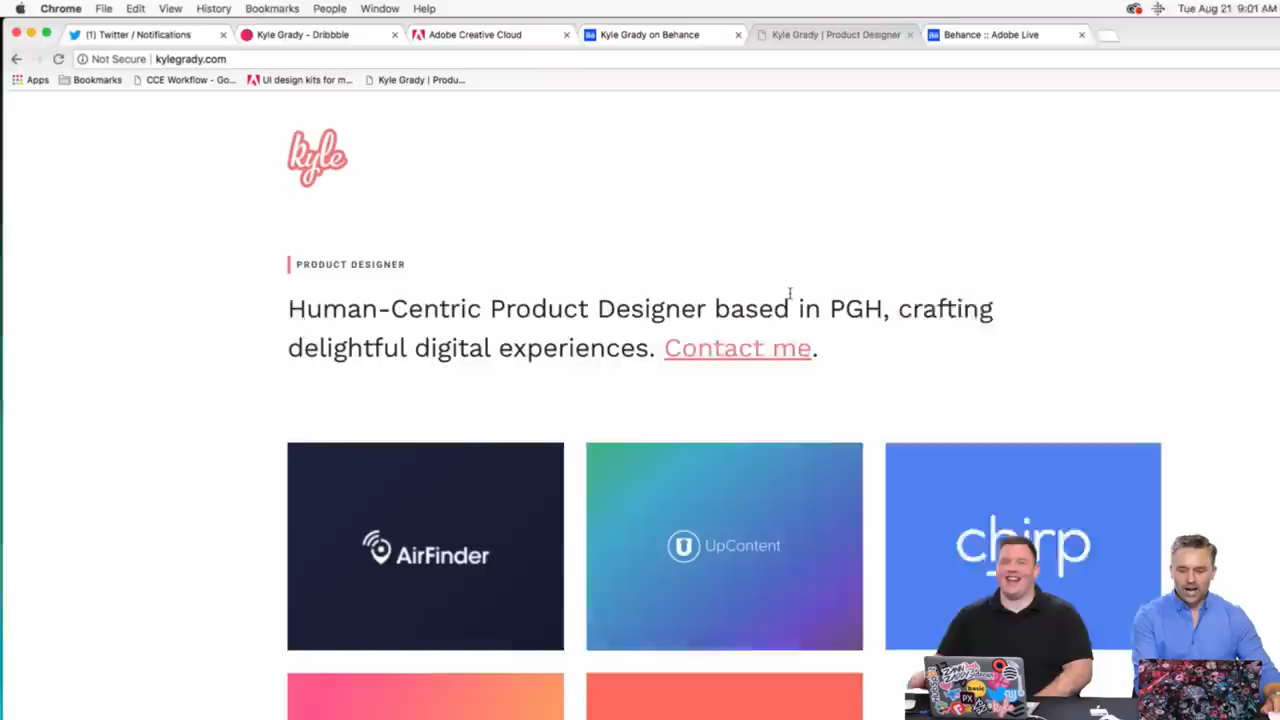 Chrome File Edit View History Bookmarks People Window Help Tue Aug 21 9:01 AM
(1) Twitter / Notifications Kyle Grady - Dribbble Adobe Creative Cloud Kyle Grady on Behance Kyle Grady | Product Designer Behance :: Adobe Live
Not Secure | kylegrady.com
Apps Bookmarks CCE Workflow - Go... UI design kits for m... Kyle Grady | Produ...
kyle
PRODUCT DESIGNER
Human-Centric Product Designer based in PGH, crafting
delightful digital experiences. Contact me.
AirFinder
UpContent
chirp
basic
PX
kyle